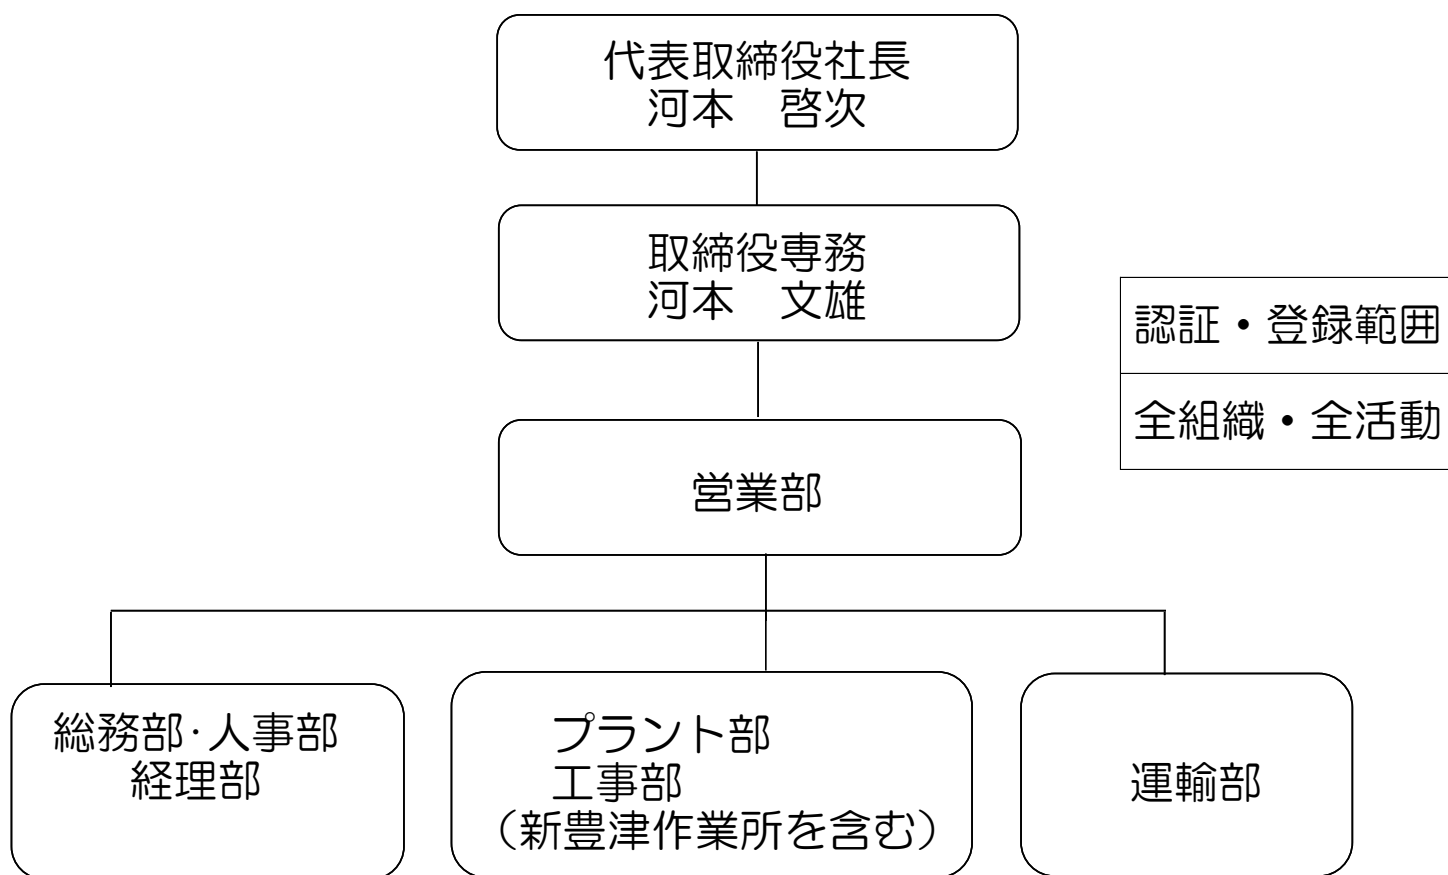 代表取締役社長
河本　啓次
取締役専務
河本　文雄
認証・登録範囲
全組織・全活動
営業部
総務部・人事部
経理部
プラント部
工事部
（新豊津作業所を含む）
運輸部